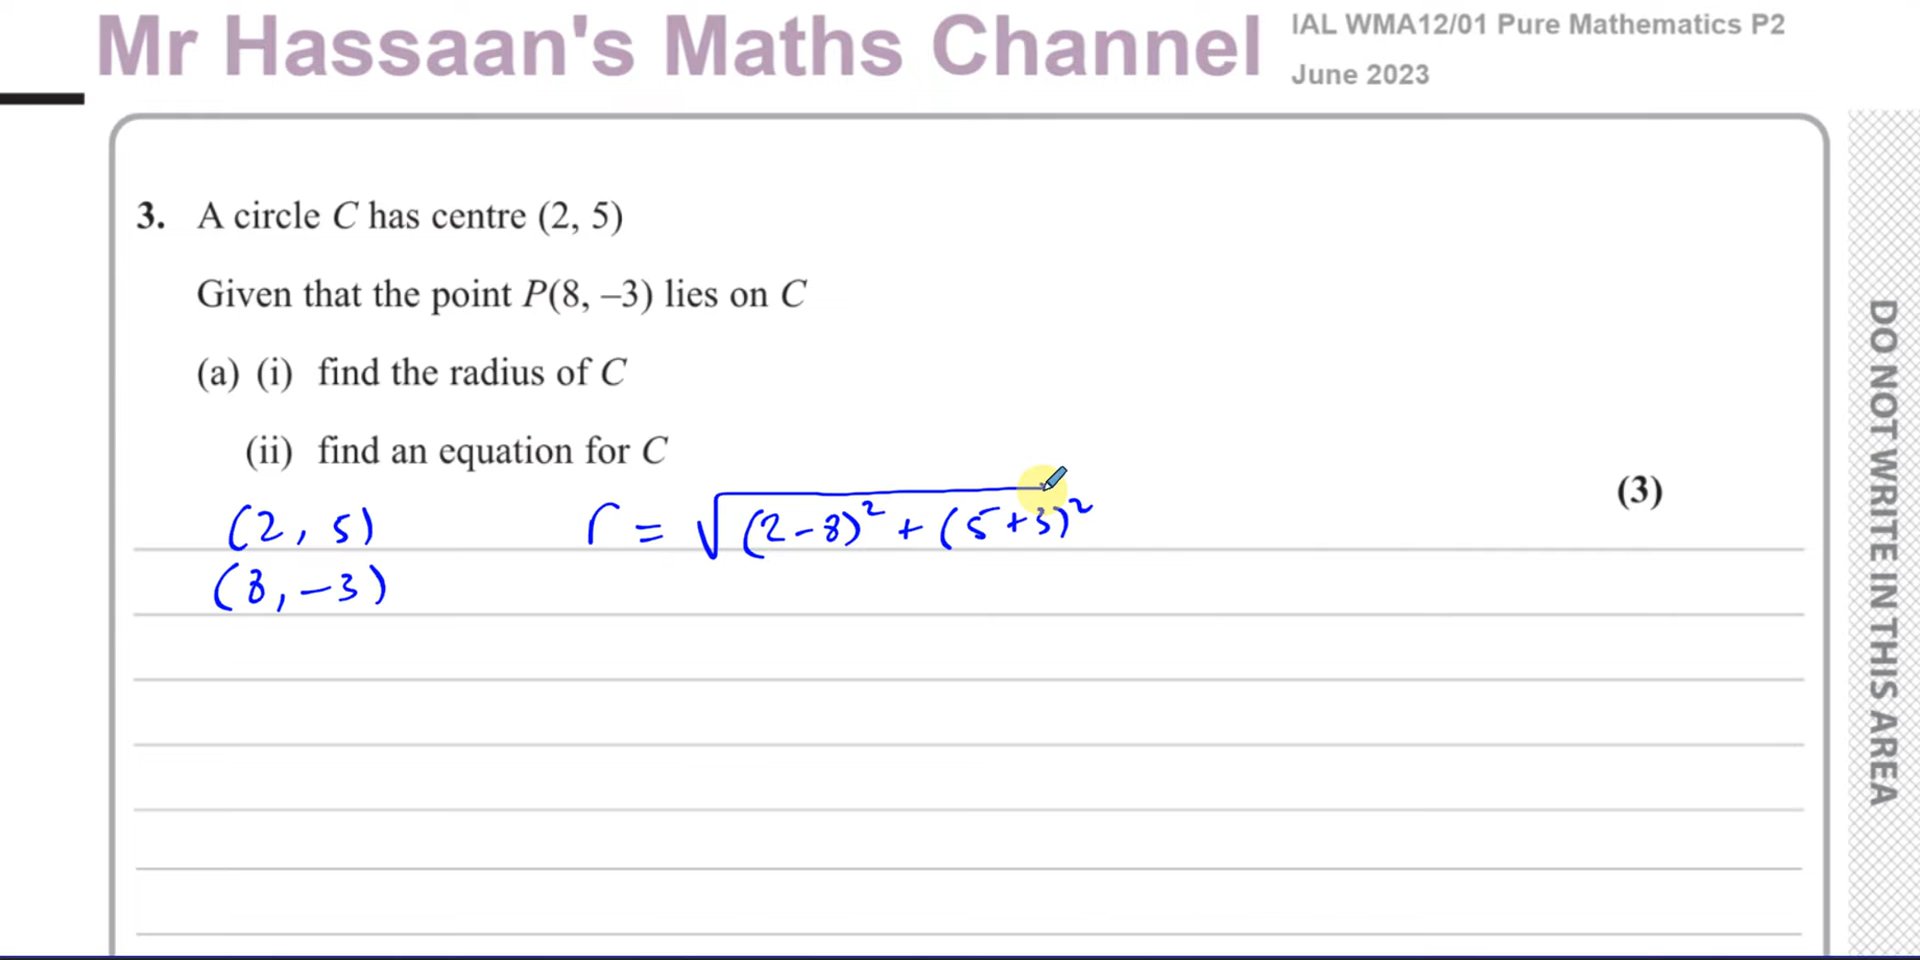 Mr Hassaan's Maths Channel
IAL WMA12/01 Pure Mathematics P2
June 2023
3. A circle C has centre (2, 5)
Given that the point P(8, –3) lies on C
(a) (i) find the radius of C
(ii) find an equation for C
(3)
(2, 5)
r = √(2-8)² + (5+3)²
(8, -3)
DO NOT WRITE IN THIS AREA